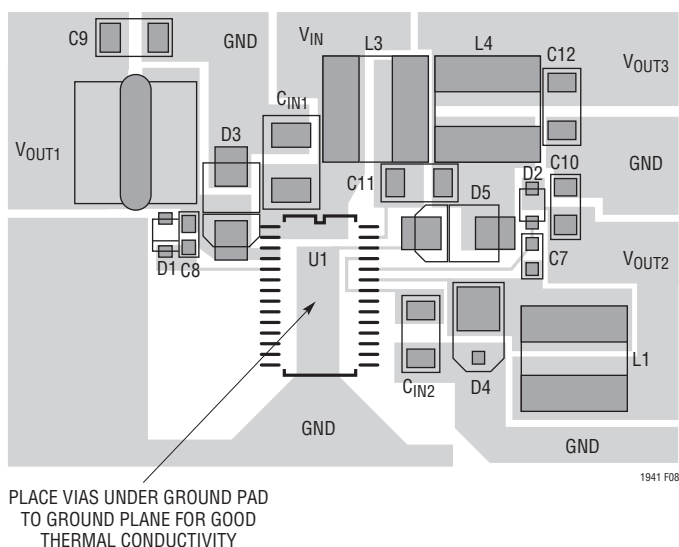 C9
GND
VIN
L3
L4
C12
VOUT3
CIN1
D3
VOUT1
C11
D5
D2
C10
GND
D1
C8
U1
C7
VOUT2
CIN2
D4
L1
GND
GND
1941 F08
PLACE VIAS UNDER GROUND PAD
TO GROUND PLANE FOR GOOD
THERMAL CONDUCTIVITY